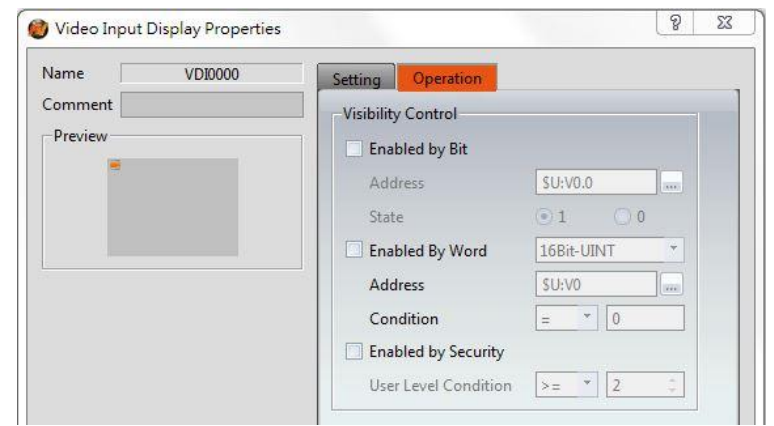 Video Input Display Properties
Name VDI0000
Comment
Preview
Setting Operation
Visibility Control
Enabled by Bit
Address $U:V0.0 ...
State 1 0
Enabled By Word 16Bit-UINT
Address $U:V0 ...
Condition = 0
Enabled by Security
User Level Condition >= 2